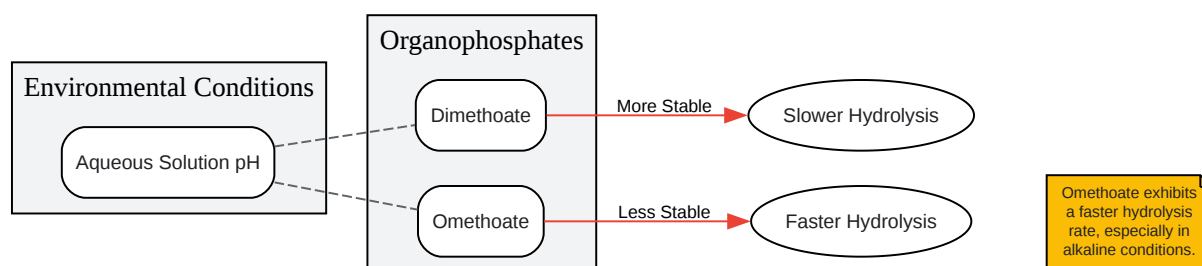 Organophosphates
Environmental Conditions
Dimethoate
More Stable
Slower Hydrolysis
Aqueous Solution pH
Omethoate
Less Stable
Faster Hydrolysis
Omethoate exhibits
a faster hydrolysis
rate, especially in
alkaline conditions.